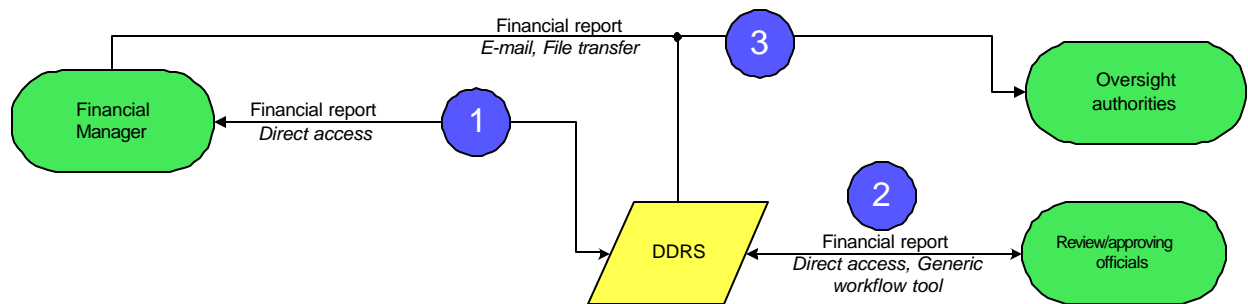 Financial report
E-mail, File transfer
3
Oversight
authorities
Financial
Manager
Financial report
Direct access
1
2
DDRS
Financial report
Direct access, Generic
workflow tool
Review/approving
officials